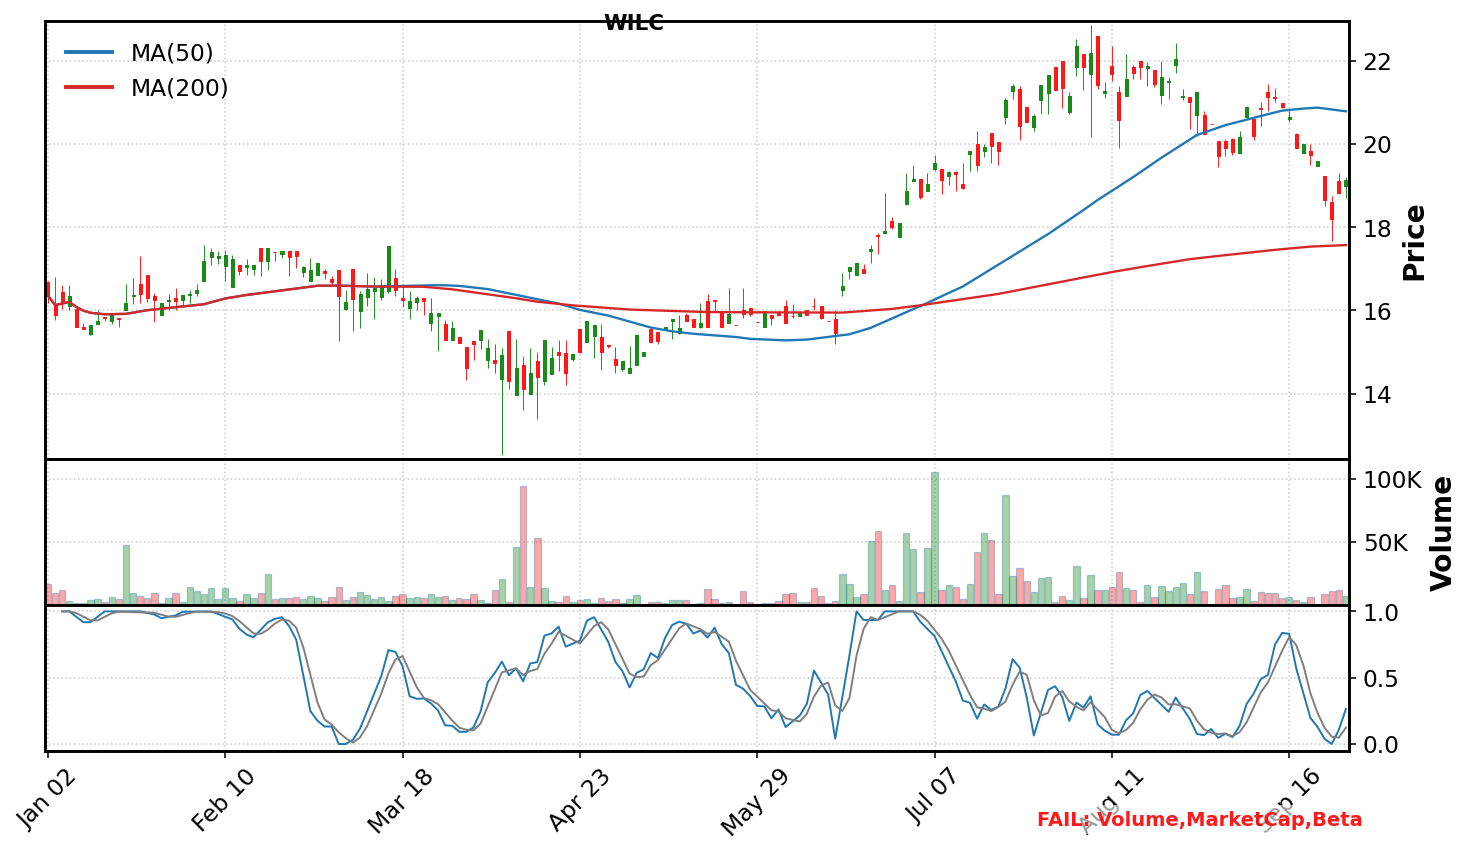 WILC
MA(50)
MA(200)
22
20
18
16
14
Price
100K
50K
Volume
1.0
0.5
0.0
Jan 02
Feb 10
Mar 18
Apr 23
May 29
Jul 07
Aug 11
Sep 16
FAIL: Volume,MarketCap,Beta